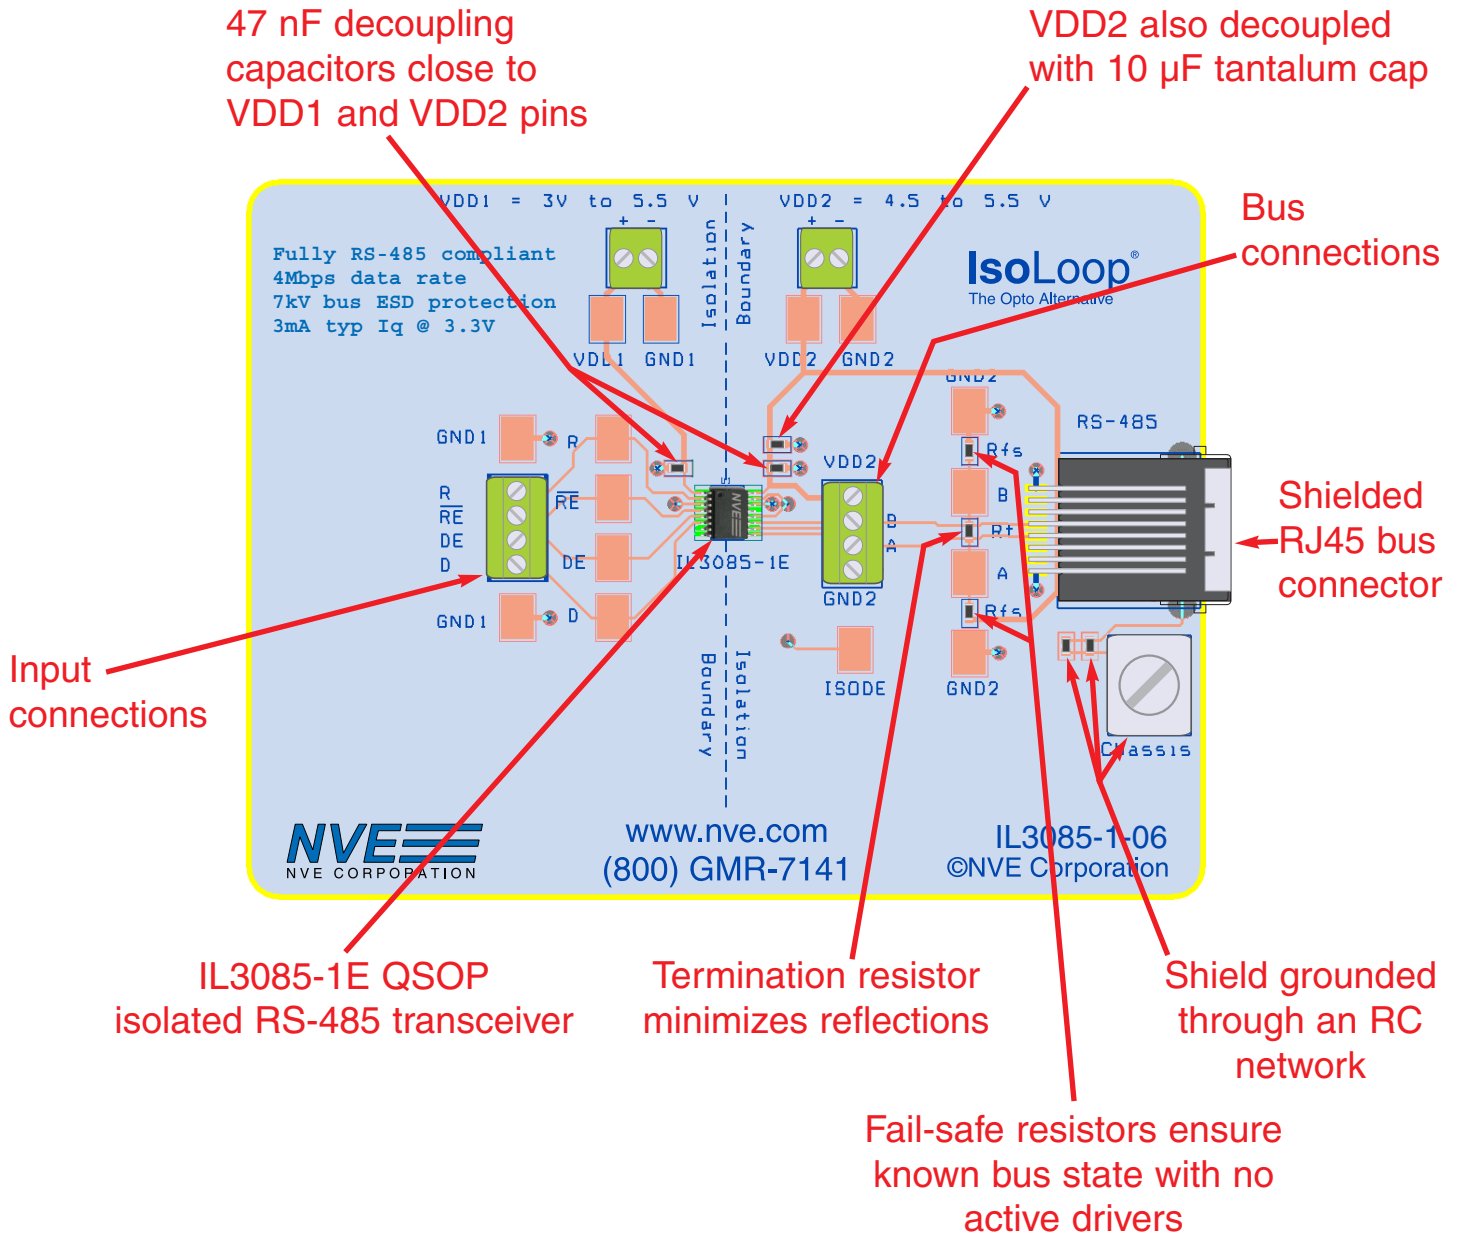 47 nF decoupling
capacitors close to
VDD1 and VDD2 pins
VDD2 also decoupled
with 10 µF tantalum cap
Bus
connections
VDD1 = 3V to 5.5 V
VDD2 = 4.5 to 5.5 V
+ -
+ -
Isolation
Boundary
Fully RS-485 compliant
4Mbps data rate
7kV bus ESD protection
3mA typ Iq @ 3.3V
IsoLoop®
The Opto Alternative
VDD1 GND1
VDD2 GND2
GND2
RS-485
GND1
R
Rfs
VDD2
R
RE
DE
D
RE
DE
D
GND1
NVE
IL3085-1E
B
A
GND2
B
Rt
A
Rfs
GND2
ISODE
Chassis
Shielded
RJ45 bus
connector
Input
connections
Isolation
Boundary
NVE
NVE CORPORATION
www.nve.com
(800) GMR-7141
IL3085-1-06
©NVE Corporation
IL3085-1E QSOP
isolated RS-485 transceiver
Termination resistor
minimizes reflections
Shield grounded
through an RC
network
Fail-safe resistors ensure
known bus state with no
active drivers